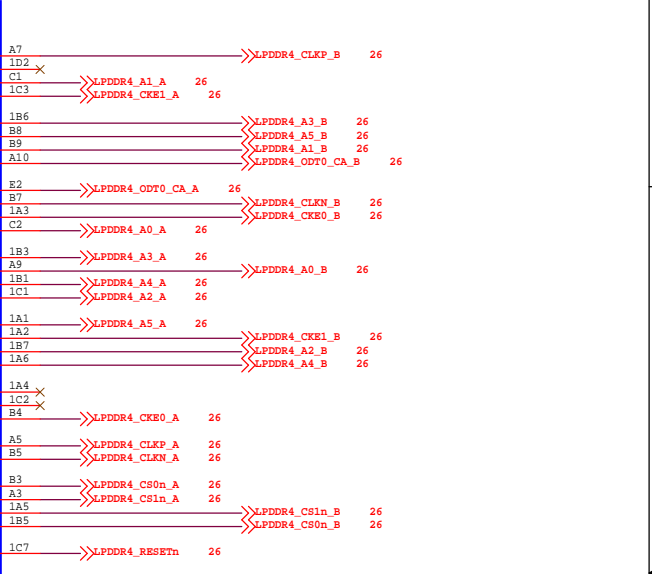 A7 LPDDR4_CLKP_B 26
1D2
C1 LPDDR4_A1_A 26
1C3 LPDDR4_CKE1_A 26
1B6 LPDDR4_A3_B 26
B8 LPDDR4_A5_B 26
B9 LPDDR4_A1_B 26
A10 LPDDR4_ODT0_CA_B 26
E2 LPDDR4_ODT0_CA_A 26
B7 LPDDR4_CLKN_B 26
1A3 LPDDR4_CKE0_B 26
C2 LPDDR4_A0_A 26
1B3 LPDDR4_A3_A 26
A9 LPDDR4_A0_B 26
1B1 LPDDR4_A4_A 26
1C1 LPDDR4_A2_A 26
1A1 LPDDR4_A5_A 26
1A2 LPDDR4_CKE1_B 26
1B7 LPDDR4_A2_B 26
1A6 LPDDR4_A4_B 26
1A4
1C2
B4 LPDDR4_CKE0_A 26
A5 LPDDR4_CLKP_A 26
B5 LPDDR4_CLKN_A 26
B3 LPDDR4_CS0n_A 26
A3 LPDDR4_CS1n_A 26
1A5 LPDDR4_CS1n_B 26
1B5 LPDDR4_CS0n_B 26
1C7 LPDDR4_RESETn 26